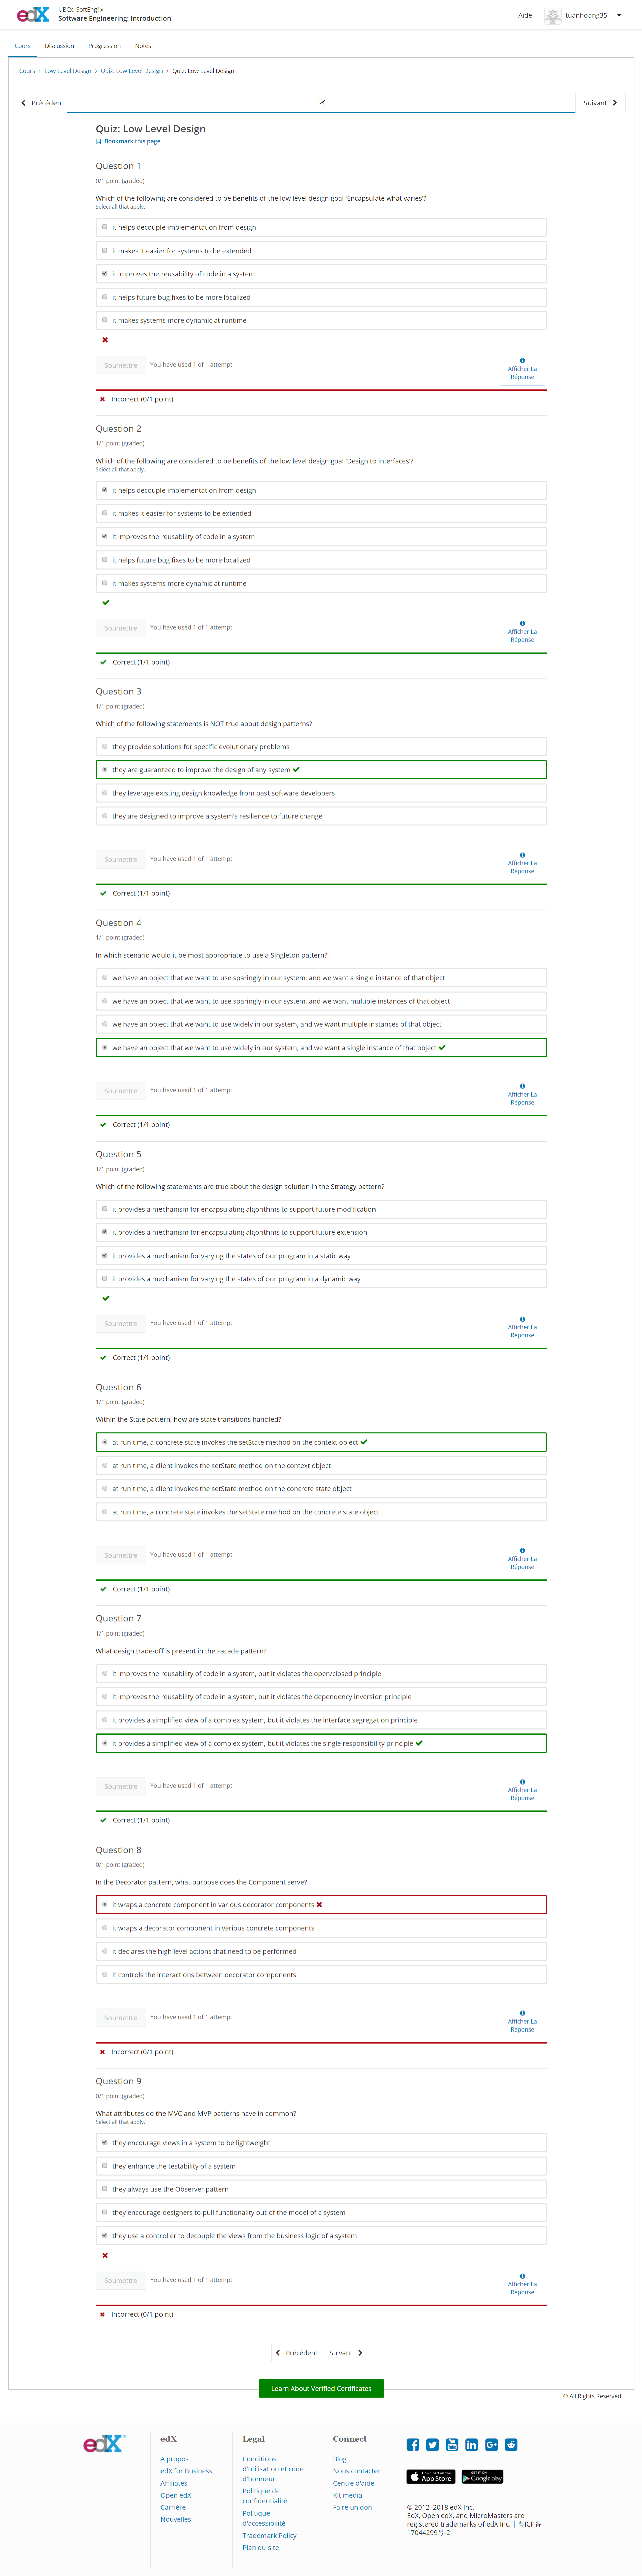 edX
UBCx: SoftEng1x
Software Engineering: Introduction
Aide
tuanhoang35
Cours
Discussion
Progression
Notes
Cours > Low Level Design > Quiz: Low Level Design > Quiz: Low Level Design
Précédent
Suivant
Quiz: Low Level Design
Bookmark this page
Question 1
0/1 point (graded)
Which of the following are considered to be benefits of the low level design goal 'Encapsulate what varies'?
Select all that apply.
it helps decouple implementation from design
it makes it easier for systems to be extended
it improves the reusability of code in a system
it helps future bug fixes to be more localized
it makes systems more dynamic at runtime
Soumettre
You have used 1 of 1 attempt
Afficher La
Réponse
Incorrect (0/1 point)
Question 2
1/1 point (graded)
Which of the following are considered to be benefits of the low level design goal 'Design to interfaces'?
Select all that apply.
it helps decouple implementation from design
it makes it easier for systems to be extended
it improves the reusability of code in a system
it helps future bug fixes to be more localized
it makes systems more dynamic at runtime
Soumettre
You have used 1 of 1 attempt
Afficher La
Réponse
Correct (1/1 point)
Question 3
1/1 point (graded)
Which of the following statements is NOT true about design patterns?
they provide solutions for specific evolutionary problems
they are guaranteed to improve the design of any system
they leverage existing design knowledge from past software developers
they are designed to improve a system's resilience to future change
Soumettre
You have used 1 of 1 attempt
Afficher La
Réponse
Correct (1/1 point)
Question 4
1/1 point (graded)
In which scenario would it be most appropriate to use a Singleton pattern?
we have an object that we want to use sparingly in our system, and we want a single instance of that object
we have an object that we want to use sparingly in our system, and we want multiple instances of that object
we have an object that we want to use widely in our system, and we want multiple instances of that object
we have an object that we want to use widely in our system, and we want a single instance of that object
Soumettre
You have used 1 of 1 attempt
Afficher La
Réponse
Correct (1/1 point)
Question 5
1/1 point (graded)
Which of the following statements are true about the design solution in the Strategy pattern?
it provides a mechanism for encapsulating algorithms to support future modification
it provides a mechanism for encapsulating algorithms to support future extension
it provides a mechanism for varying the states of our program in a static way
it provides a mechanism for varying the states of our program in a dynamic way
Soumettre
You have used 1 of 1 attempt
Afficher La
Réponse
Correct (1/1 point)
Question 6
1/1 point (graded)
Within the State pattern, how are state transitions handled?
at run time, a concrete state invokes the setState method on the context object
at run time, a client invokes the setState method on the context object
at run time, a client invokes the setState method on the concrete state object
at run time, a concrete state invokes the setState method on the concrete state object
Soumettre
You have used 1 of 1 attempt
Afficher La
Réponse
Correct (1/1 point)
Question 7
1/1 point (graded)
What design trade-off is present in the Facade pattern?
it improves the reusability of code in a system, but it violates the open/closed principle
it improves the reusability of code in a system, but it violates the dependency inversion principle
it provides a simplified view of a complex system, but it violates the interface segregation principle
it provides a simplified view of a complex system, but it violates the single responsibility principle
Soumettre
You have used 1 of 1 attempt
Afficher La
Réponse
Correct (1/1 point)
Question 8
0/1 point (graded)
In the Decorator pattern, what purpose does the Component serve?
it wraps a concrete component in various decorator components
it wraps a decorator component in various concrete components
it declares the high level actions that need to be performed
it controls the interactions between decorator components
Soumettre
You have used 1 of 1 attempt
Afficher La
Réponse
Incorrect (0/1 point)
Question 9
0/1 point (graded)
What attributes do the MVC and MVP patterns have in common?
Select all that apply.
they encourage views in a system to be lightweight
they enhance the testability of a system
they always use the Observer pattern
they encourage designers to pull functionality out of the model of a system
they use a controller to decouple the views from the business logic of a system
Soumettre
You have used 1 of 1 attempt
Afficher La
Réponse
Incorrect (0/1 point)
Précédent
Suivant
Learn About Verified Certificates
© All Rights Reserved
edX
edX
A propos
edX for Business
Affiliates
Open edX
Carrière
Nouvelles
Legal
Conditions
d'utilisation et code
d'honneur
Politique de
confidentialité
Politique
d'accessibilité
Trademark Policy
Plan du site
Connect
Blog
Nous contacter
Centre d'aide
Kit média
Faire un don
Download on the
App Store
GET IT ON
Google play
© 2012–2018 edX Inc.
EdX, Open edX, and MicroMasters are
registered trademarks of edX Inc. | 粤ICP备
17044299号-2